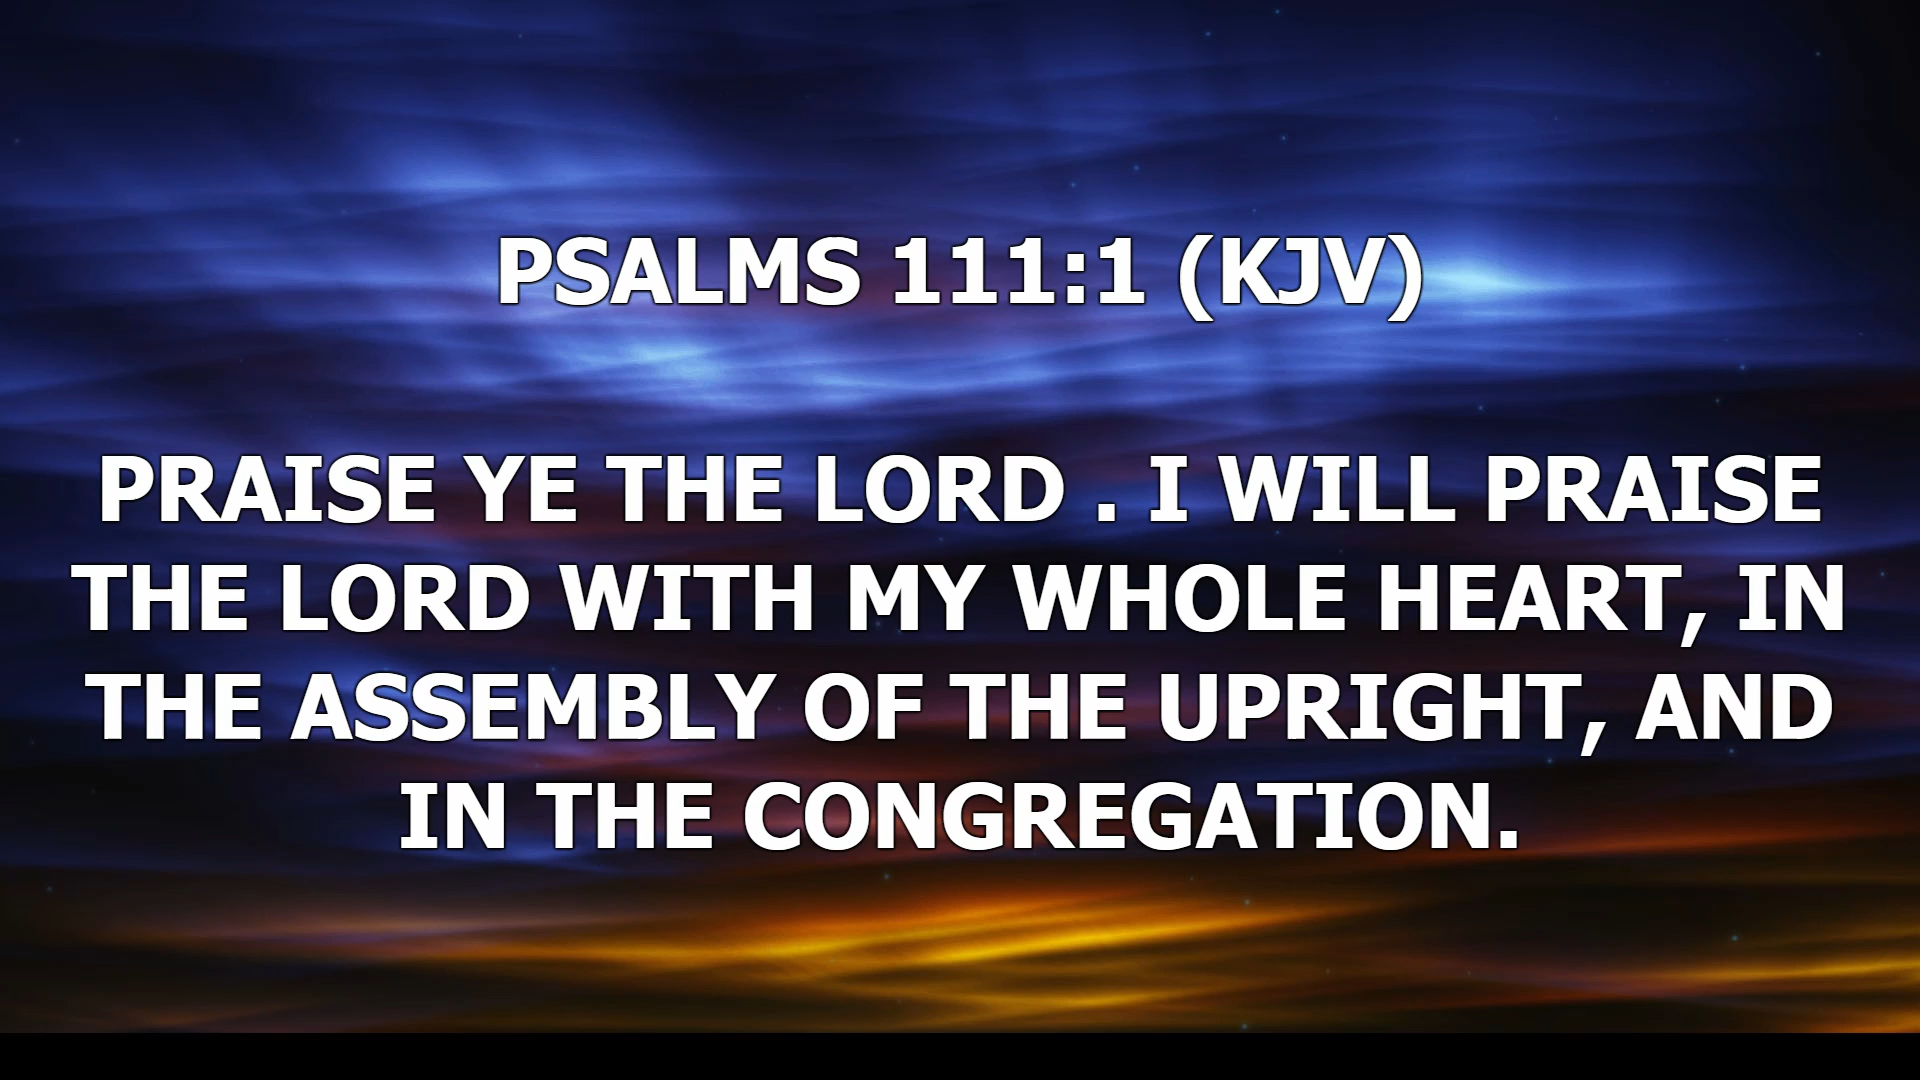 PSALMS 111:1 (KJV)
PRAISE YE THE LORD . I WILL PRAISE
THE LORD WITH MY WHOLE HEART, IN
THE ASSEMBLY OF THE UPRIGHT, AND
IN THE CONGREGATION.